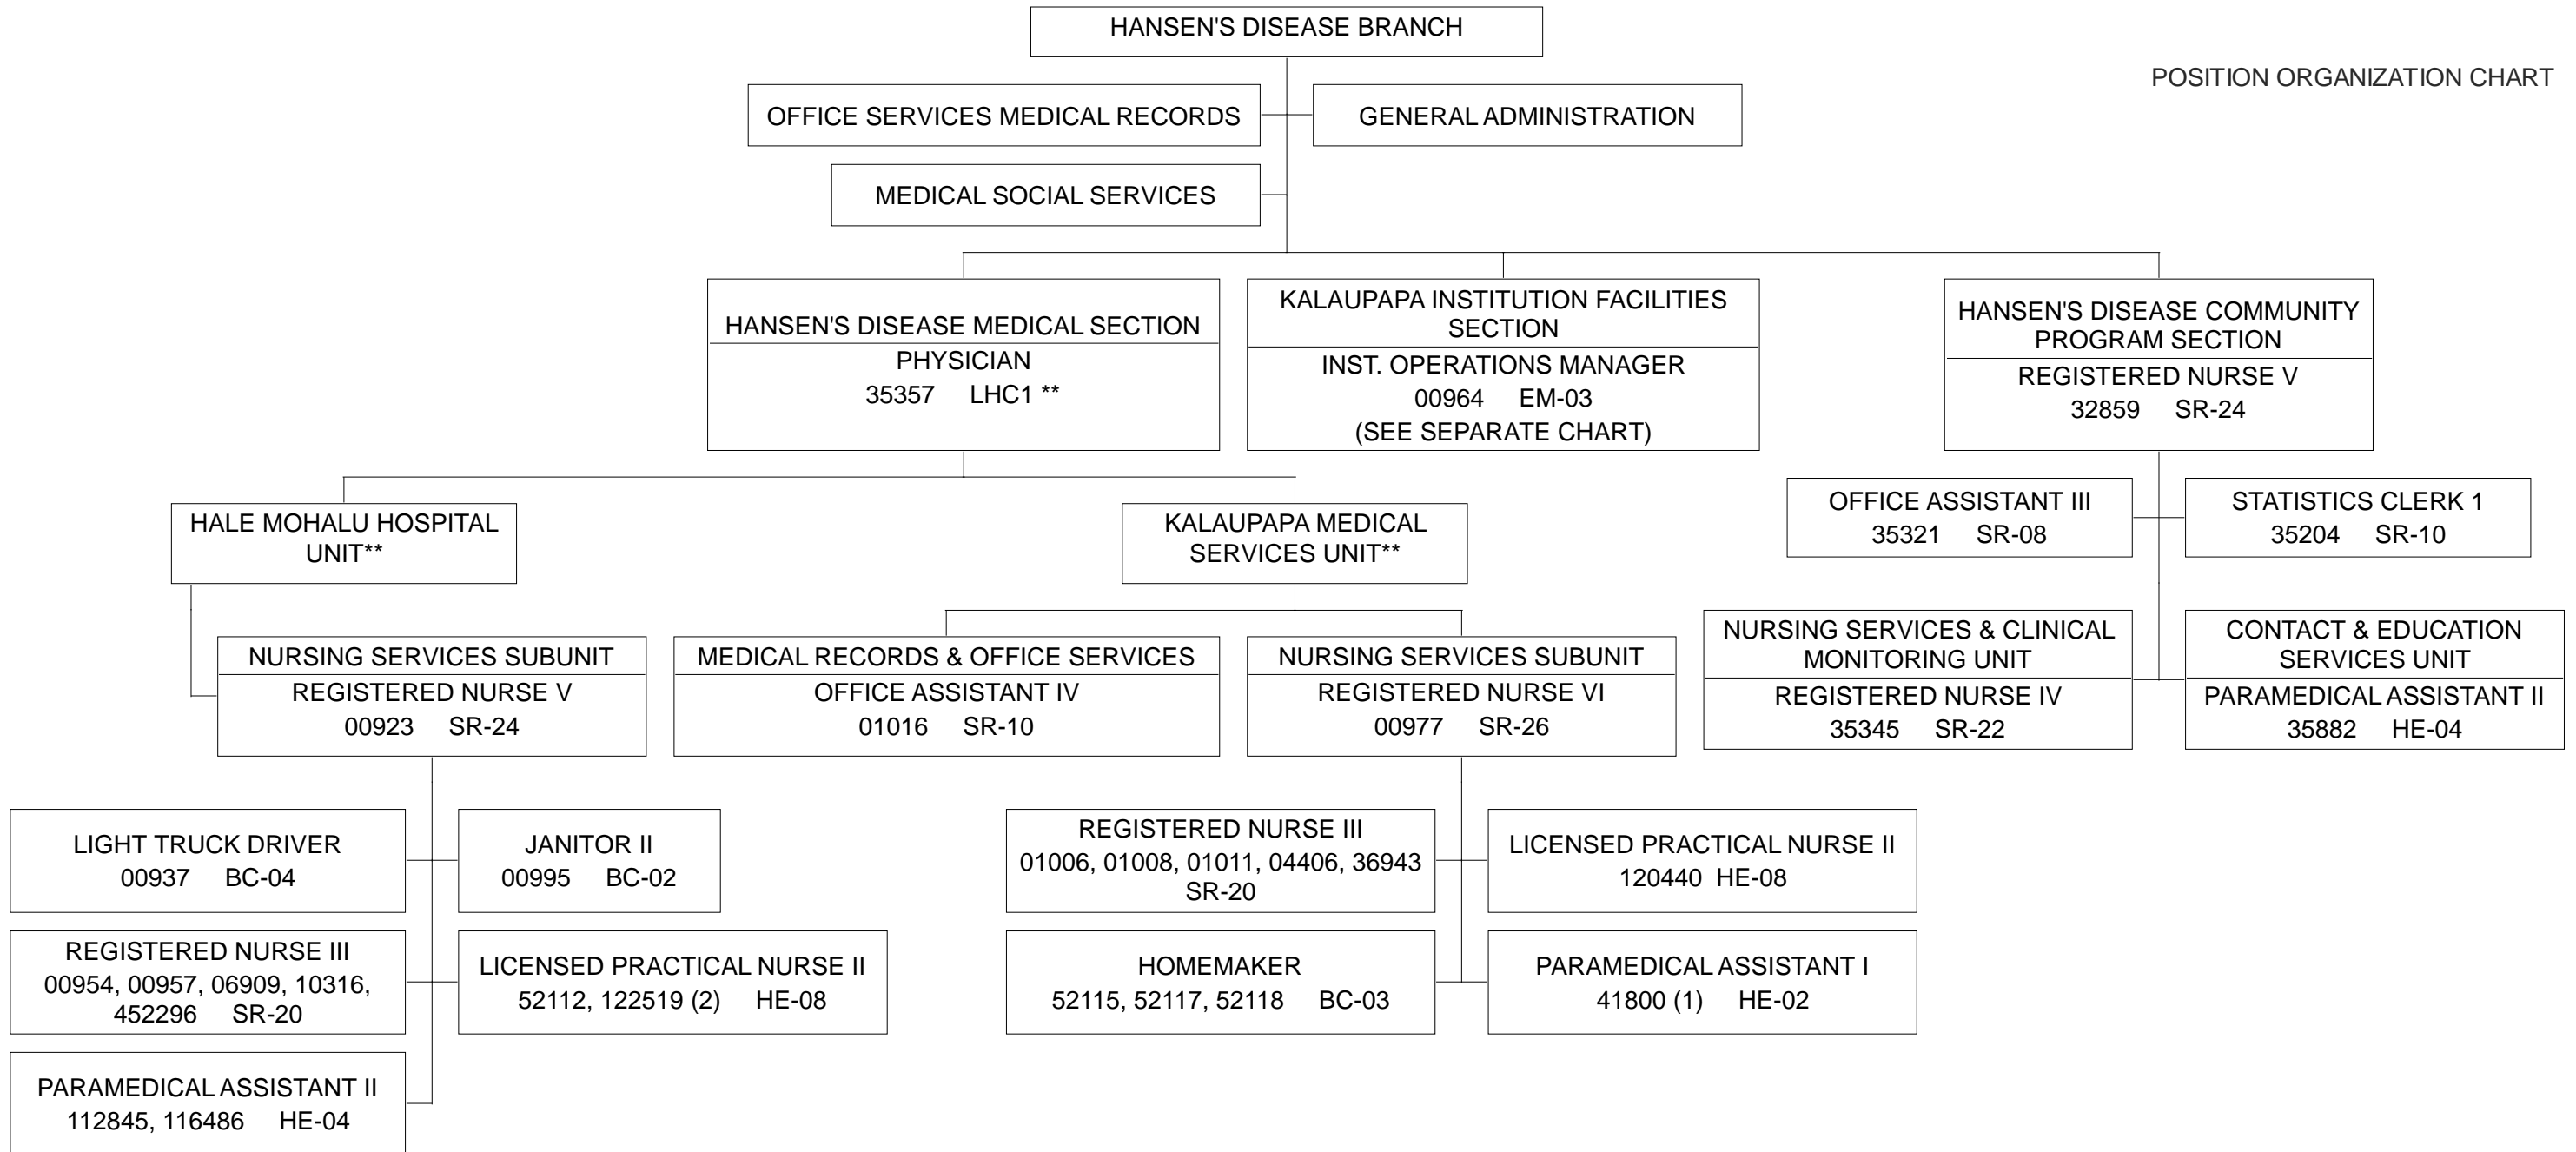 HANSEN'S DISEASE BRANCH
POSITION ORGANIZATION CHART
OFFICE SERVICES MEDICAL RECORDS
GENERAL ADMINISTRATION
MEDICAL SOCIAL SERVICES
HANSEN'S DISEASE MEDICAL SECTION
PHYSICIAN
35357 LHC1 **
KALAUPAPA INSTITUTION FACILITIES
SECTION
INST. OPERATIONS MANAGER
00964 EM-03
(SEE SEPARATE CHART)
HANSEN'S DISEASE COMMUNITY
PROGRAM SECTION
REGISTERED NURSE V
32859 SR-24
HALE MOHALU HOSPITAL
UNIT**
KALAUPAPA MEDICAL
SERVICES UNIT**
OFFICE ASSISTANT III
35321 SR-08
STATISTICS CLERK 1
35204 SR-10
NURSING SERVICES SUBUNIT
REGISTERED NURSE V
00923 SR-24
MEDICAL RECORDS & OFFICE SERVICES
OFFICE ASSISTANT IV
01016 SR-10
NURSING SERVICES SUBUNIT
REGISTERED NURSE VI
00977 SR-26
NURSING SERVICES & CLINICAL
MONITORING UNIT
REGISTERED NURSE IV
35345 SR-22
CONTACT & EDUCATION
SERVICES UNIT
PARAMEDICAL ASSISTANT II
35882 HE-04
LIGHT TRUCK DRIVER
00937 BC-04
JANITOR II
00995 BC-02
REGISTERED NURSE III
01006, 01008, 01011, 04406, 36943
SR-20
LICENSED PRACTICAL NURSE II
120440 HE-08
REGISTERED NURSE III
00954, 00957, 06909, 10316,
452296 SR-20
LICENSED PRACTICAL NURSE II
52112, 122519 (2) HE-08
HOMEMAKER
52115, 52117, 52118 BC-03
PARAMEDICAL ASSISTANT I
41800 (1) HE-02
PARAMEDICAL ASSISTANT II
112845, 116486 HE-04